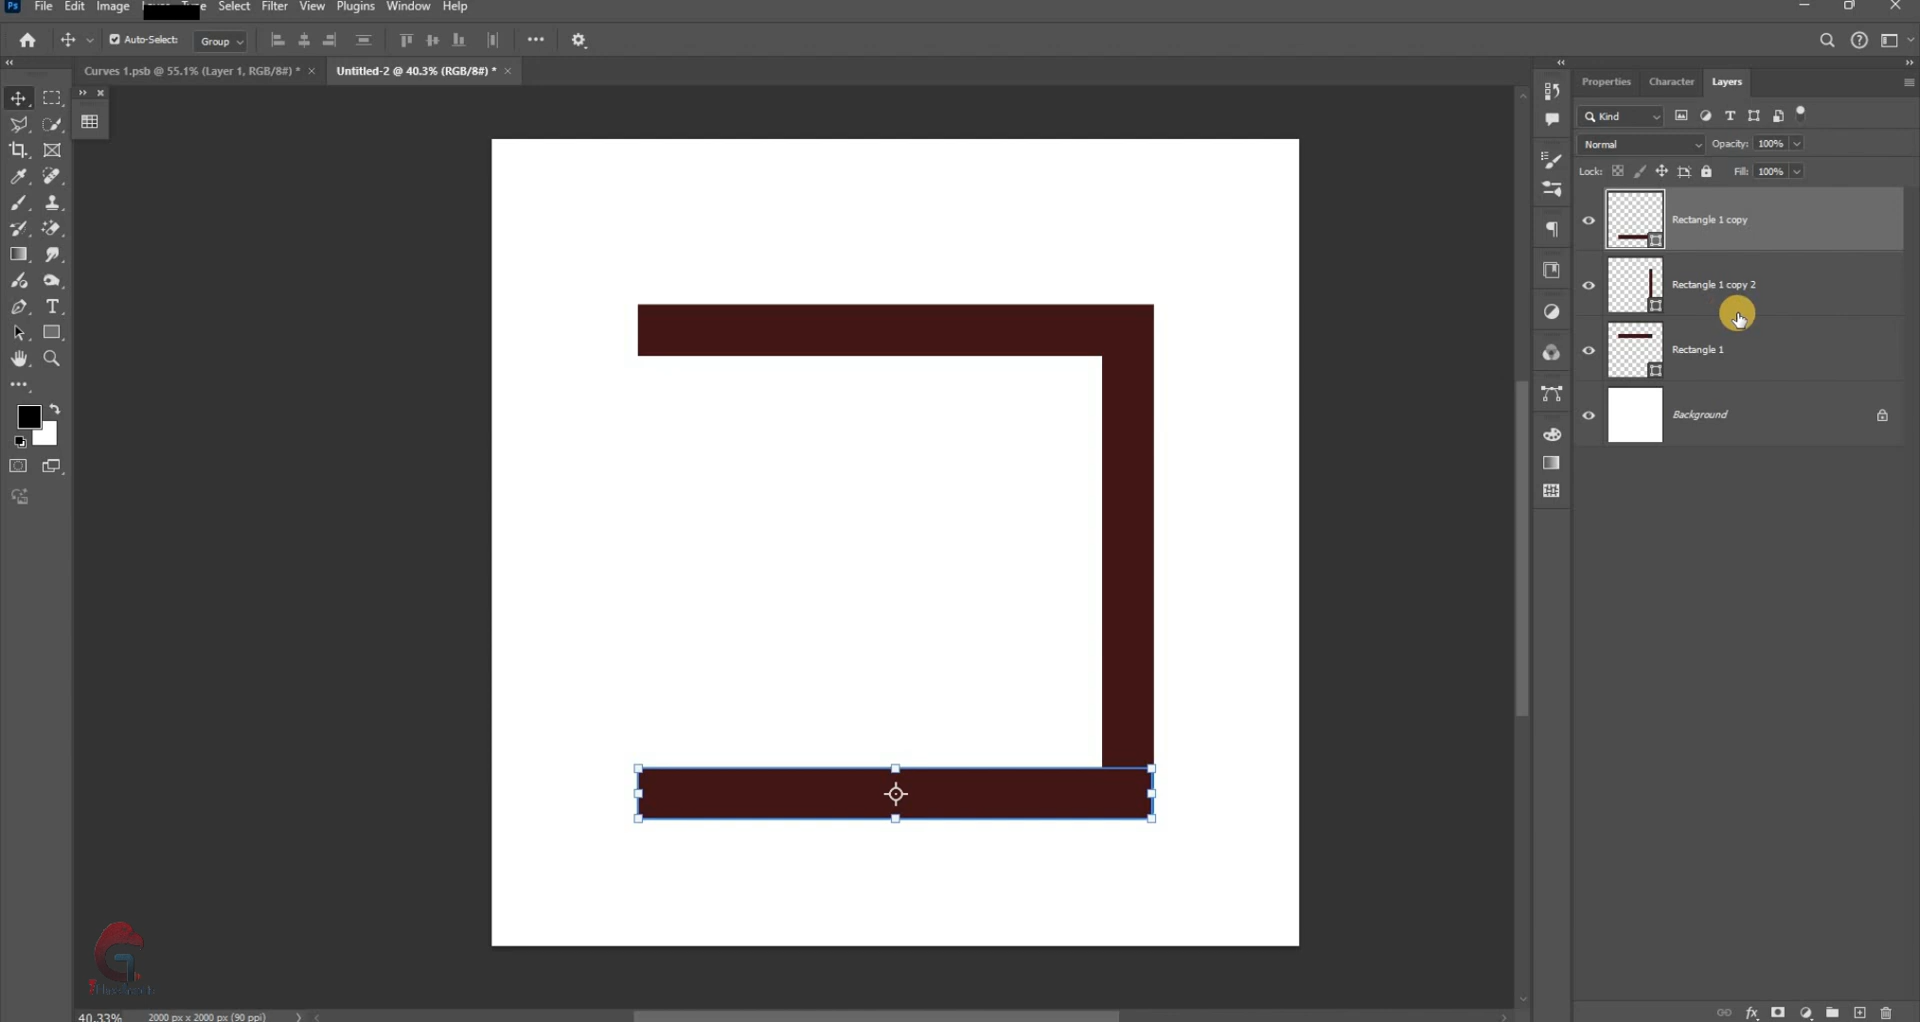 Ps File Edit Image Select Filter View Plugins Window Help
Auto-Select: Group
Curves 1.psb @ 55.1% (Layer 1, RGB/8#) * Untitled-2 @ 40.3% (RGB/8#) *
Properties Character Layers
Kind
Normal Opacity: 100%
Lock: Fill: 100%
Rectangle 1 copy
Rectangle 1 copy 2
Rectangle 1
Background
40.33% 2000 px x 2000 px (90 ppi)